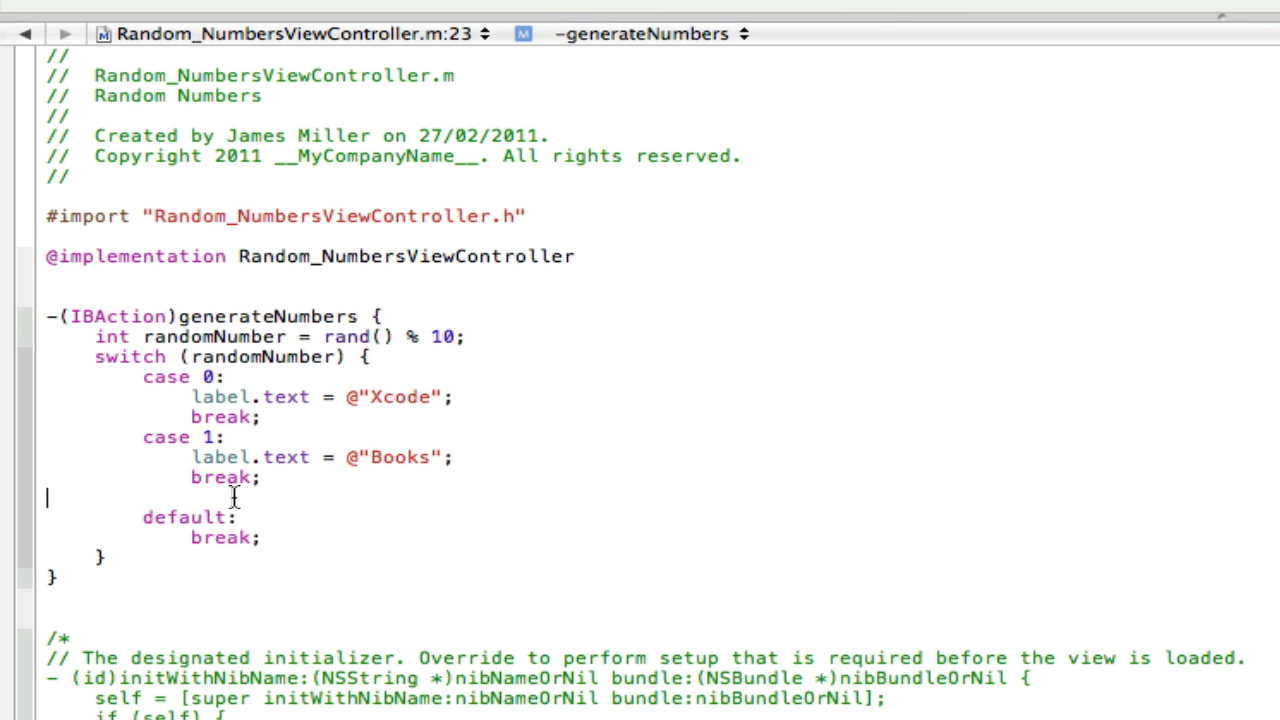 Random_NumbersViewController.m:23 M -generateNumbers
//
// Random_NumbersViewController.m
// Random Numbers
//
// Created by James Miller on 27/02/2011.
// Copyright 2011 __MyCompanyName__. All rights reserved.
//
#import "Random_NumbersViewController.h"
@implementation Random_NumbersViewController
-(IBAction)generateNumbers {
int randomNumber = rand() % 10;
switch (randomNumber) {
case 0:
label.text = @"Xcode";
break;
case 1:
label.text = @"Books";
break;
default:
break;
}
}
/*
// The designated initializer. Override to perform setup that is required before the view is loaded.
- (id)initWithNibName:(NSString *)nibNameOrNil bundle:(NSBundle *)nibBundleOrNil {
self = [super initWithNibName:nibNameOrNil bundle:nibBundleOrNil];
if (self) {